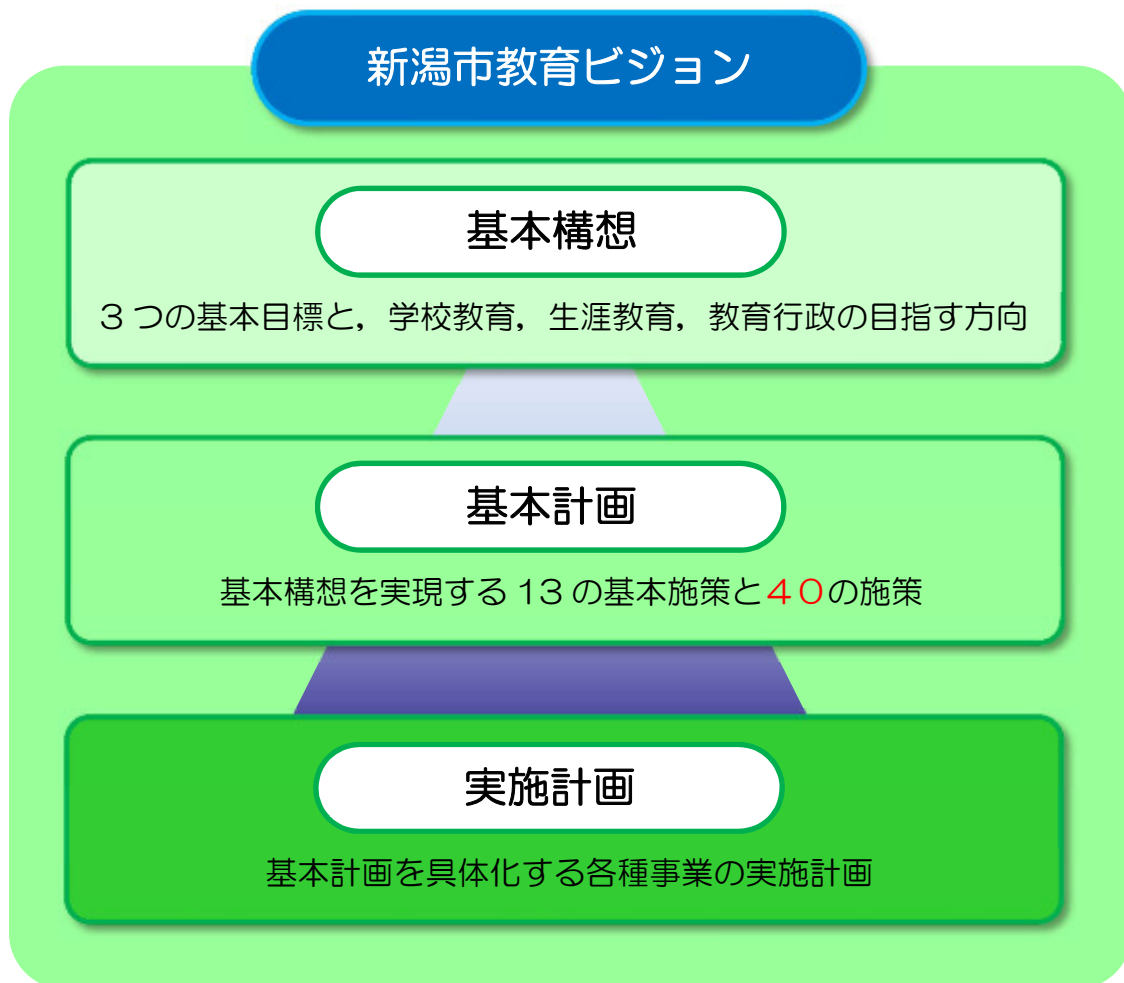 新潟市教育ビジョン
基本構想
3つの基本目標と，学校教育，生涯教育，教育行政の目指す方向
基本計画
基本構想を実現する13の基本施策と４０の施策
実施計画
基本計画を具体化する各種事業の実施計画